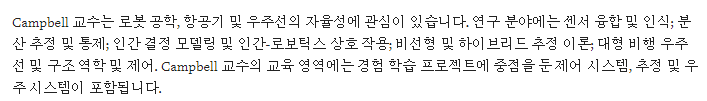 Campbell 교수는 로봇 공학, 항공기 및 우주선의 자율성에 관심이 있습니다. 연구 분야에는 센서 융합 및 인식; 분
산 추정 및 통제; 인간 결정 모델링 및 인간-로보틱스 상호 작용; 비선형 및 하이브리드 추정 이론; 대형 비행 우주
선 및 구조 역학 및 제어. Campbell 교수의 교육 영역에는 경험 학습 프로젝트에 중점을 둔 제어 시스템, 추정 및 우
주 시스템이 포함됩니다.